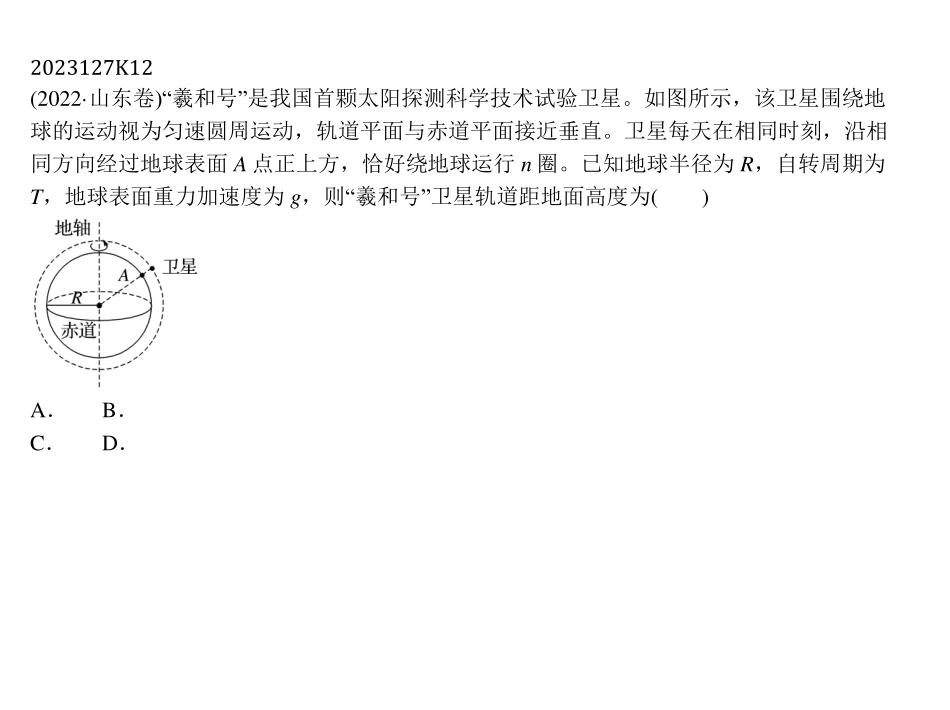 2023127K12
(2022·山东卷)“羲和号”是我国首颗太阳探测科学技术试验卫星。如图所示，该卫星围绕地
球的运动视为匀速圆周运动，轨道平面与赤道平面接近垂直。卫星每天在相同时刻，沿相
同方向经过地球表面 A 点正上方，恰好绕地球运行 n 圈。已知地球半径为 R，自转周期为
T，地球表面重力加速度为 g，则“羲和号”卫星轨道距地面高度为(　　)
地轴
卫星
A
R
赤道
A．　　B．
C．　　D．